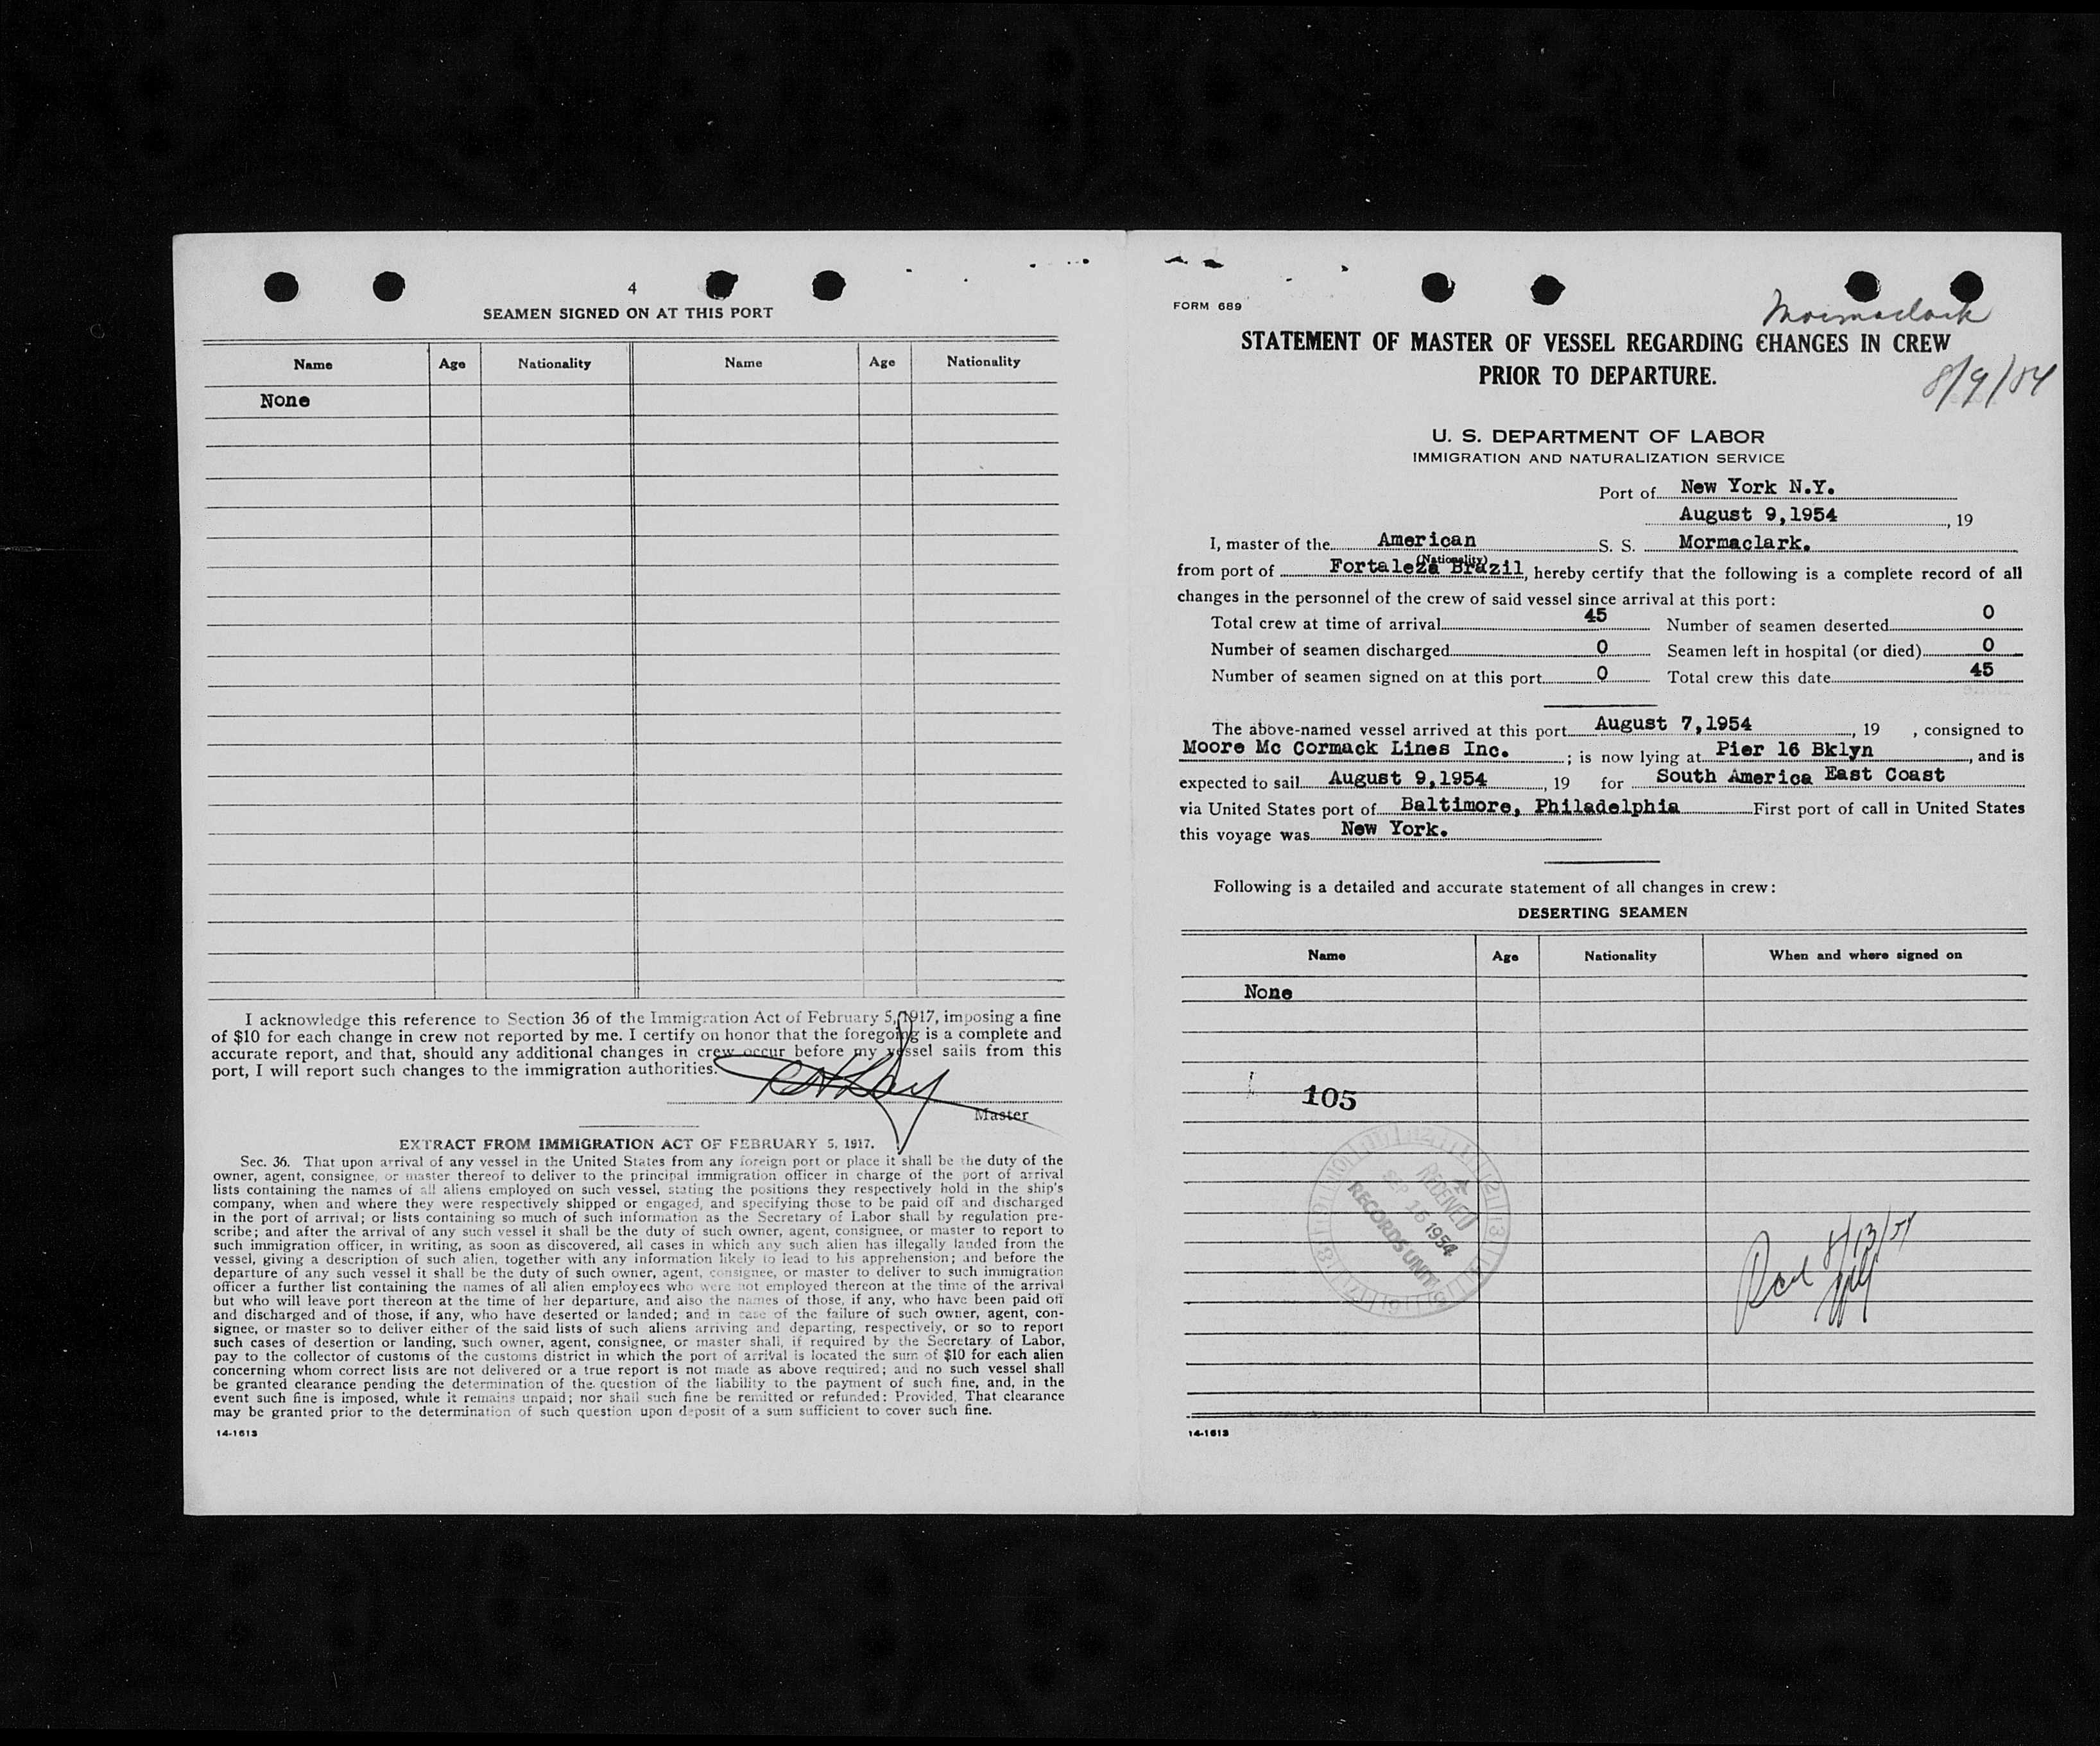 4
SEAMEN SIGNED ON AT THIS PORT
Name Age Nationality Name Age Nationality
None
I acknowledge this reference to Section 36 of the Immigration Act of February 5, 1917, imposing a fine
of $10 for each change in crew not reported by me. I certify on honor that the foregoing is a complete and
accurate report, and that, should any additional changes in crew occur before my vessel sails from this
port, I will report such changes to the immigration authorities.
Master
EXTRACT FROM IMMIGRATION ACT OF FEBRUARY 5, 1917.
Sec. 36. That upon arrival of any vessel in the United States from any foreign port or place it shall be the duty of the
owner, agent, consignee, or master thereof to deliver to the principal immigration officer in charge of the port of arrival
lists containing the names of all aliens employed on such vessel, stating the positions they respectively hold in the ship's
company, when and where they were respectively shipped or engaged, and specifying those to be paid off and discharged
in the port of arrival; or lists containing so much of such information as the Secretary of Labor shall by regulation pre-
scribe; and after the arrival of any such vessel it shall be the duty of such owner, agent, consignee, or master to report to
such immigration officer, in writing, as soon as discovered, all cases in which any such alien has illegally landed from the
vessel, giving a description of such alien, together with any information likely to lead to his apprehension; and before the
departure of any such vessel it shall be the duty of such owner, agent, consignee, or master to deliver to such immigration
officer a further list containing the names of all alien employees who were not employed thereon at the time of the arrival
but who will leave port thereon at the time of her departure, and also the names of those, if any, who have been paid off
and discharged and of those, if any, who have deserted or landed; and in case of the failure of such owner, agent, con-
signee, or master so to deliver either of the said lists of such aliens arriving and departing, respectively, or so to report
such cases of desertion or landing, such owner, agent, consignee, or master shall, if required by the Secretary of Labor,
pay to the collector of customs of the customs district in which the port of arrival is located the sum of $10 for each alien
concerning whom correct lists are not delivered or a true report is not made as above required; and no such vessel shall
be granted clearance pending the determination of the question of the liability to the payment of such fine, and, in the
event such fine is imposed, while it remains unpaid; nor shall such fine be remitted or refunded: Provided, That clearance
may be granted prior to the determination of such question upon deposit of a sum sufficient to cover such fine.
14-1613
FORM 689
Mormaclark
STATEMENT OF MASTER OF VESSEL REGARDING CHANGES IN CREW
PRIOR TO DEPARTURE.
8/9/54
U. S. DEPARTMENT OF LABOR
IMMIGRATION AND NATURALIZATION SERVICE
Port of New York N.Y.
August 9,1954, 19
I, master of the American S. S. Mormaclark.
(Nationality)
from port of Fortaleza Brazil, hereby certify that the following is a complete record of all
changes in the personnel of the crew of said vessel since arrival at this port:
Total crew at time of arrival 45 Number of seamen deserted 0
Number of seamen discharged 0 Seamen left in hospital (or died) 0
Number of seamen signed on at this port 0 Total crew this date 45
The above-named vessel arrived at this port August 7,1954, 19 , consigned to
Moore Mc Cormack Lines Inc. ; is now lying at Pier 16 Bklyn, and is
expected to sail August 9,1954, 19 for South America East Coast
via United States port of Baltimore, Philadelphia First port of call in United States
this voyage was New York.
Following is a detailed and accurate statement of all changes in crew:
DESERTING SEAMEN
Name Age Nationality When and where signed on
None
105
RECEIVED
SEP 15 1954
RECORDS UNIT
Rcd 8/13/54
14-1613